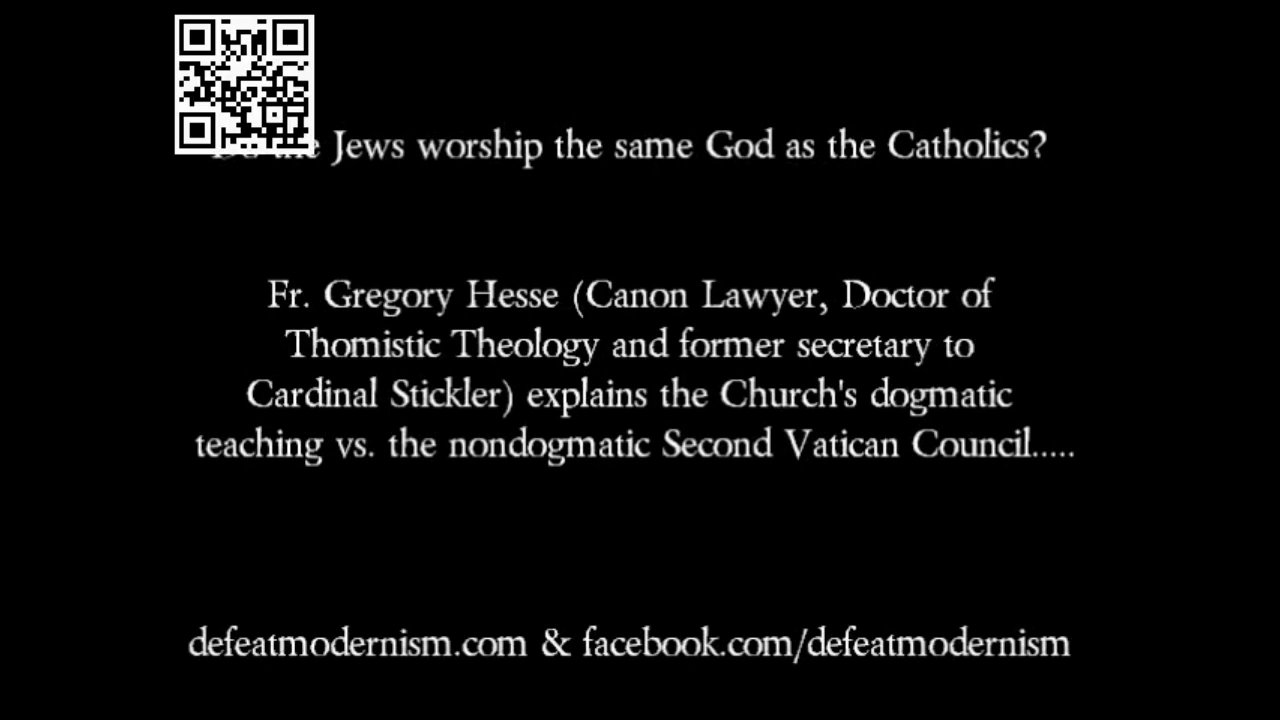 Jews worship the same God as the Catholics?
Fr. Gregory Hesse (Canon Lawyer, Doctor of
Thomistic Theology and former secretary to
Cardinal Stickler) explains the Church's dogmatic
teaching vs. the nondogmatic Second Vatican Council.....
defeatmodernism.com & facebook.com/defeatmodernism